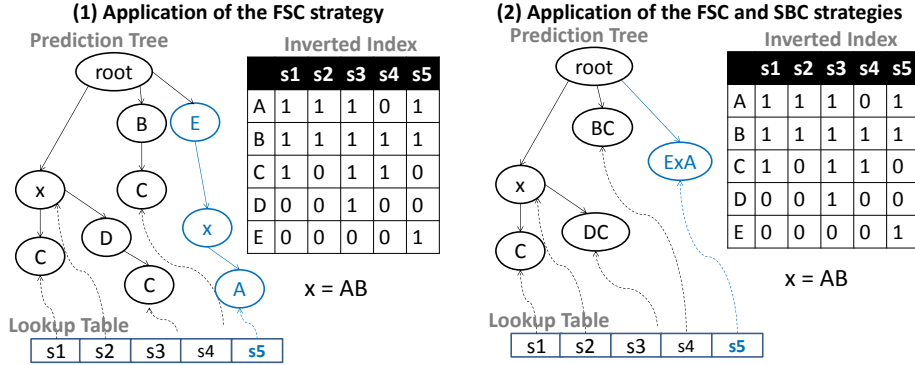 (1) Application of the FSC strategy
Prediction Tree
Inverted Index
root
s1 s2 s3 s4 s5
A 1 1 1 0 1
B 1 1 1 1 1
C 1 0 1 1 0
D 0 0 1 0 0
E 0 0 0 0 1
B
E
x
C
D
x
C
C
A
x = AB
Lookup Table
s1 s2 s3 s4 s5
(2) Application of the FSC and SBC strategies
Prediction Tree
Inverted Index
root
s1 s2 s3 s4 s5
A 1 1 1 0 1
B 1 1 1 1 1
C 1 0 1 1 0
D 0 0 1 0 0
E 0 0 0 0 1
BC
ExA
x
DC
C
x = AB
Lookup Table
s1 s2 s3 s4 s5